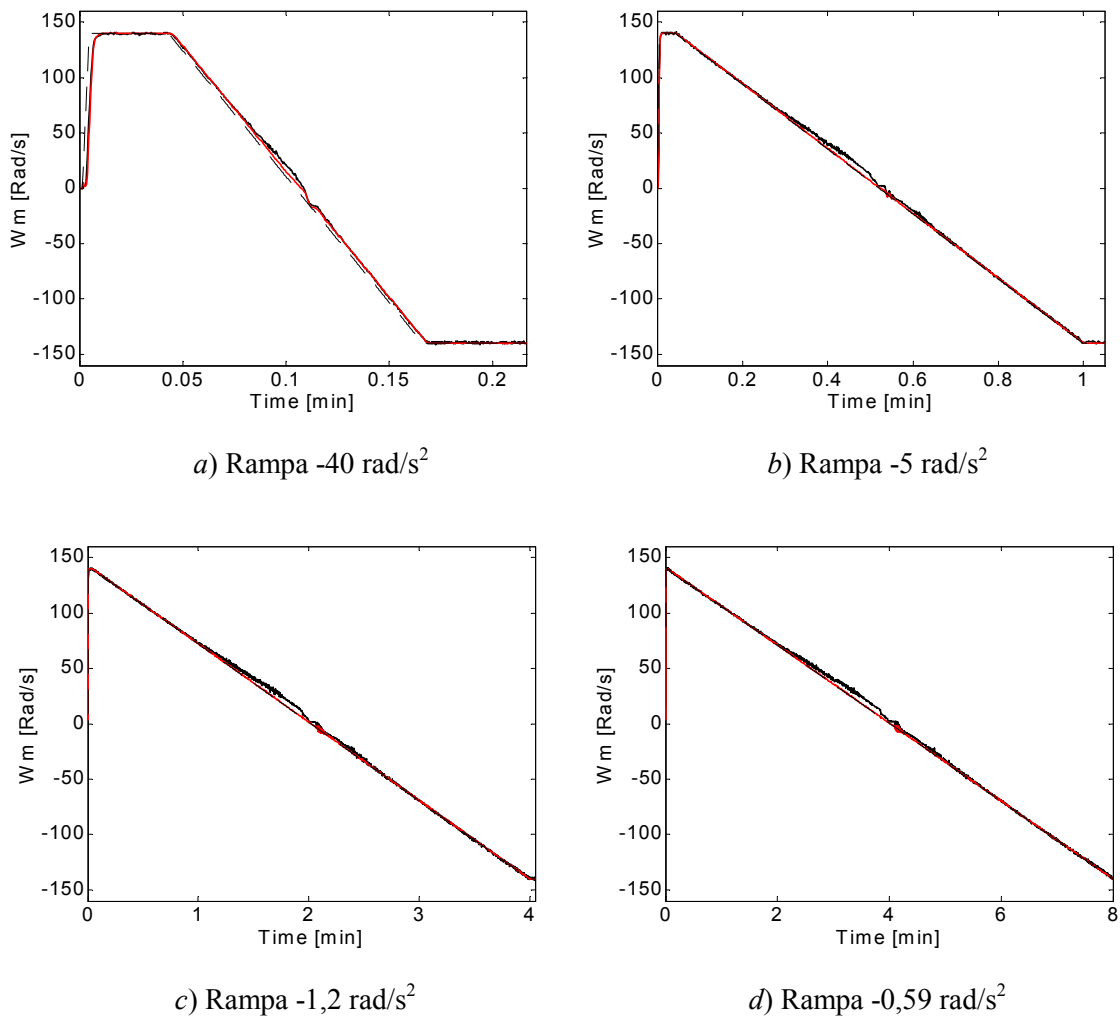 150
100
50
0
-50
-100
-150
Wm [Rad/s]
0 0.05 0.1 0.15 0.2
Time [min]
a) Rampa -40 rad/s²
150
100
50
0
-50
-100
-150
Wm [Rad/s]
0 0.2 0.4 0.6 0.8 1
Time [min]
b) Rampa -5 rad/s²
150
100
50
0
-50
-100
-150
Wm [Rad/s]
0 1 2 3 4
Time [min]
c) Rampa -1,2 rad/s²
150
100
50
0
-50
-100
-150
Wm [Rad/s]
0 2 4 6 8
Time [min]
d) Rampa -0,59 rad/s²